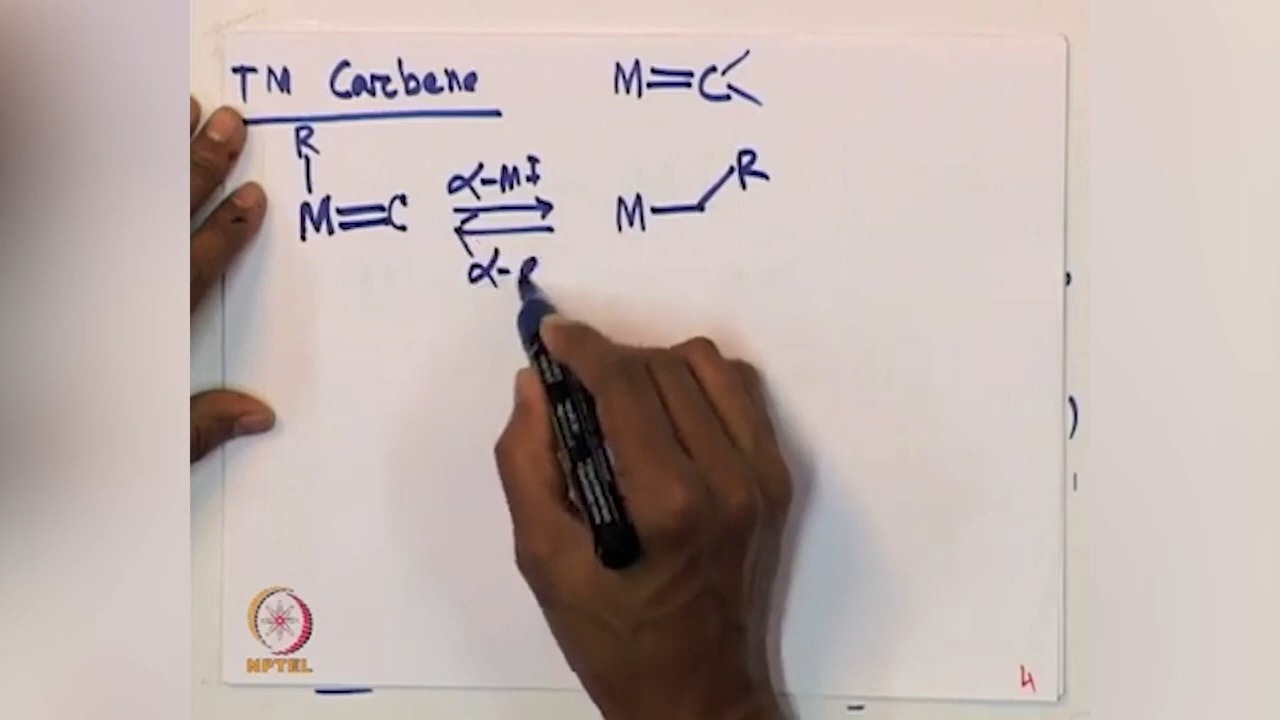 TM Carbene
M=C
R
M=C
α-MI
M
R
α-
NPTEL
4